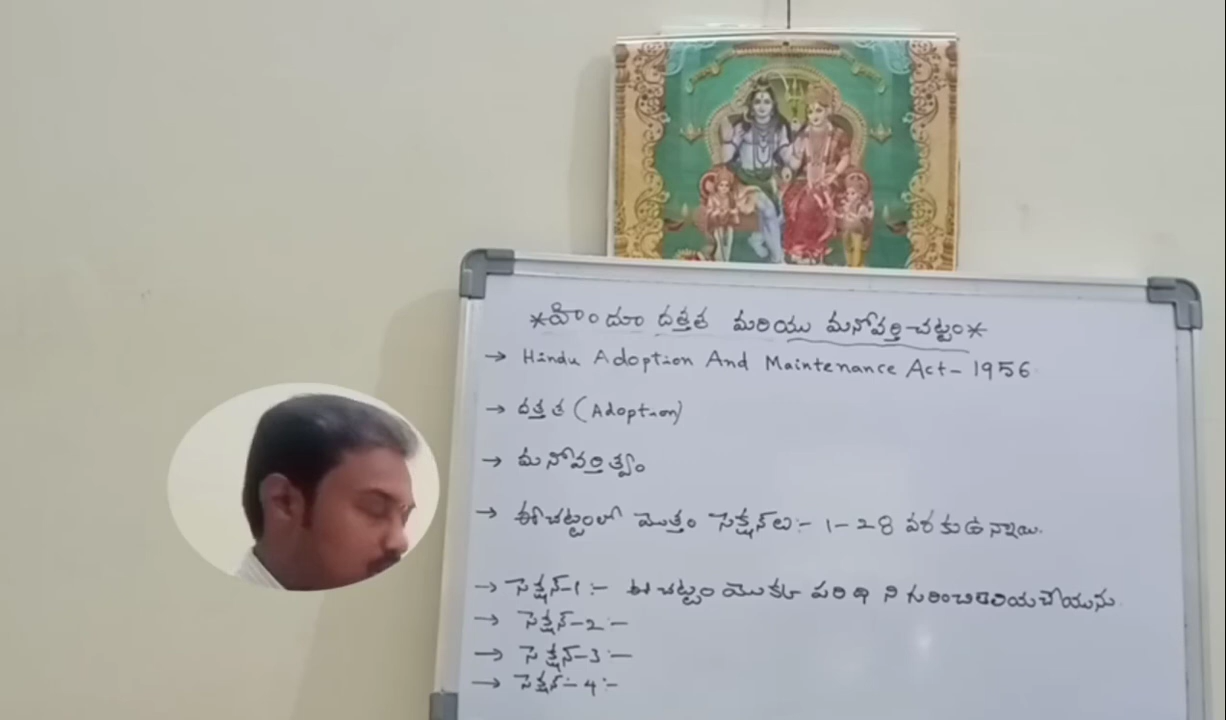 *హిందూ దత్తత మరియు మనోవర్తి చట్టం*
→ Hindu Adoption And Maintenance Act - 1956
→ దత్తత (Adoption)
→ మనోవర్తిత్వం
→ ఈ చట్టంలో మొత్తం సెక్షన్‌లు:- 1-28 వరకు ఉన్నాయి.
→ సెక్షన్-1:- ఈ చట్టం యొక్క పరిధి ని గురించి తెలియచేయును.
→ సెక్షన్-2:-
→ సెక్షన్-3:-
→ సెక్షన్-4:-